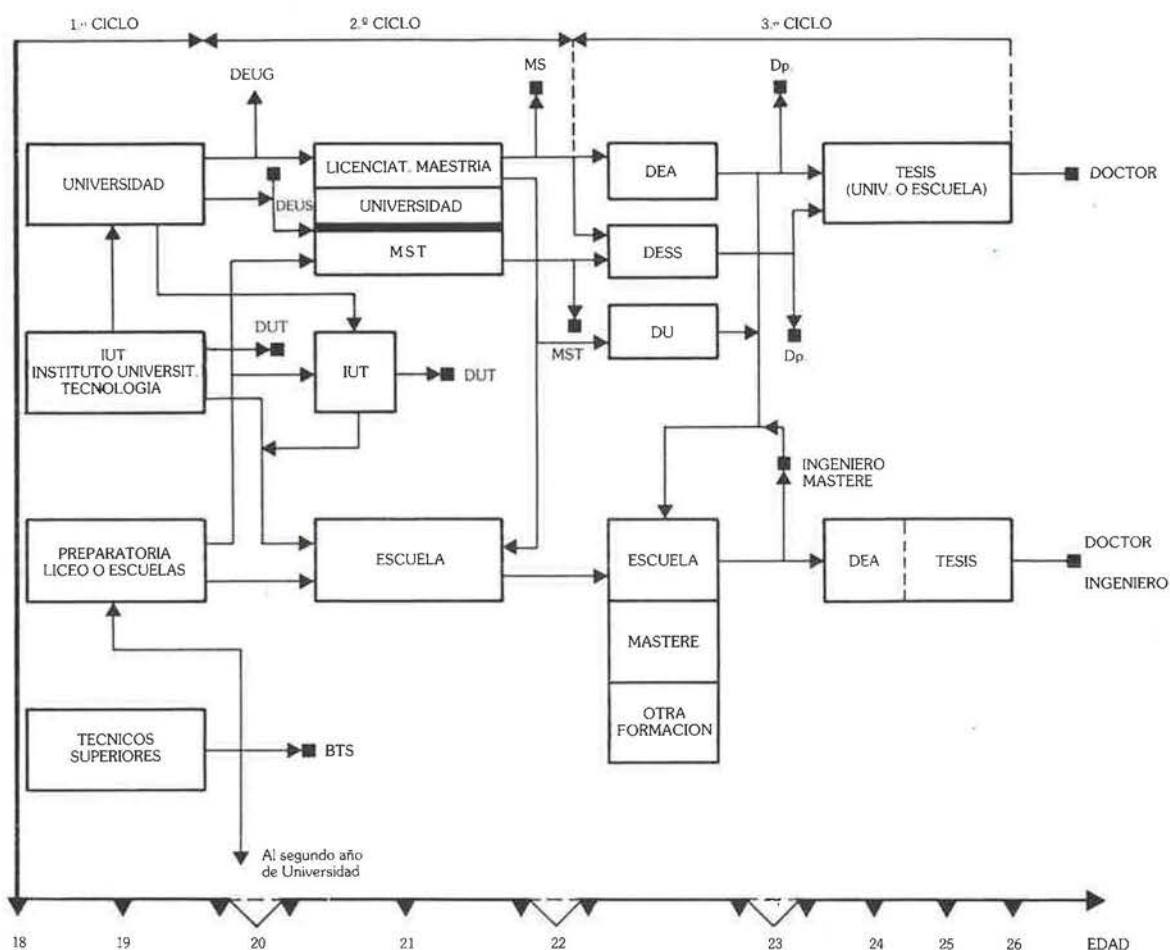 1.er CICLO
2.º CICLO
3.er CICLO
DEUG
MS
Dp.
UNIVERSIDAD
LICENCIAT. MAESTRIA
UNIVERSIDAD
MST
DEUS
DEA
TESIS
(UNIV. O ESCUELA)
DOCTOR
DESS
DU
MST
Dp.
IUT
INSTITUTO UNIVERSIT.
TECNOLOGIA
DUT
IUT
DUT
INGENIERO
MASTERE
PREPARATORIA
LICEO O ESCUELAS
ESCUELA
ESCUELA
MASTERE
OTRA
FORMACION
DEA
TESIS
DOCTOR
INGENIERO
TECNICOS
SUPERIORES
BTS
Al segundo año
de Universidad
18
19
20
21
22
23
24
25
26
EDAD